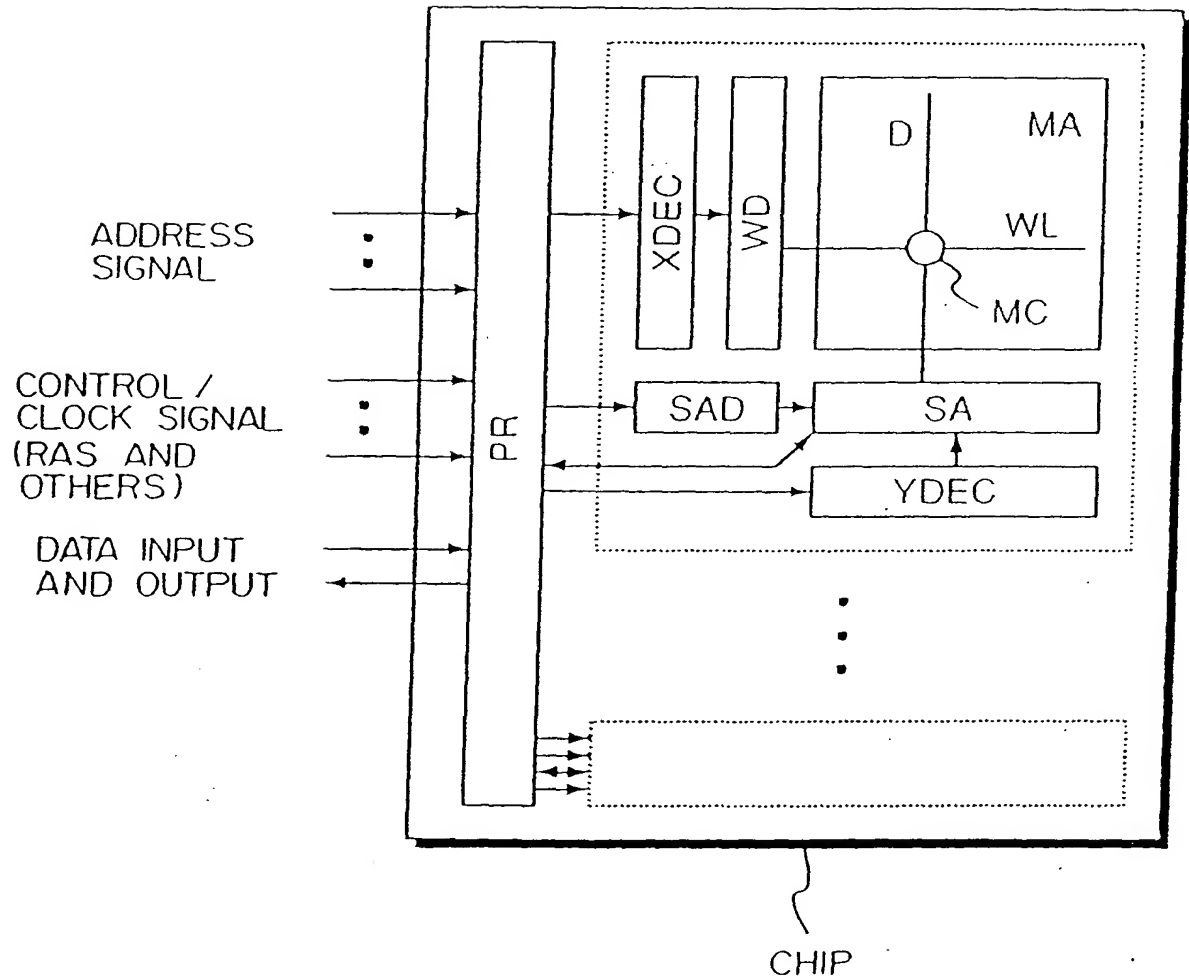 ADDRESS
SIGNAL
CONTROL /
CLOCK SIGNAL
(RAS AND
OTHERS)
DATA INPUT
AND OUTPUT
PR
XDEC
WD
D
MA
WL
MC
SAD
SA
YDEC
CHIP